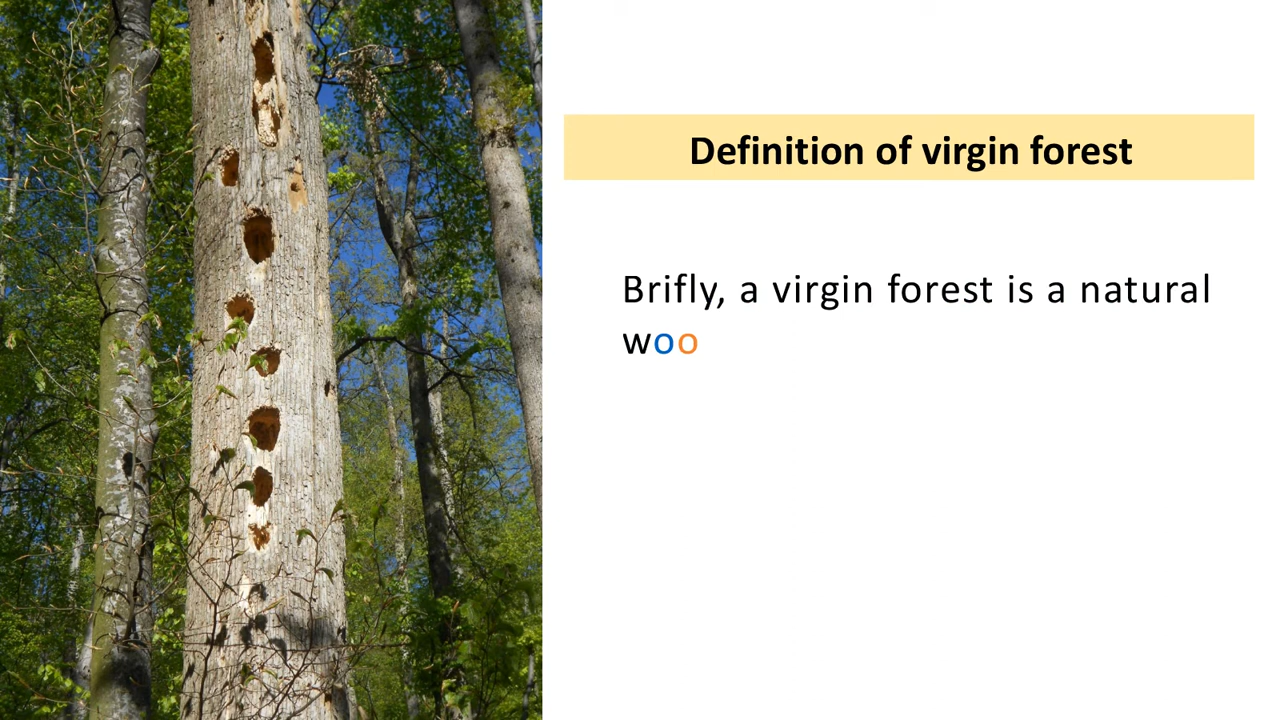 Definition of virgin forest
Brifly, a virgin forest is a natural
woo